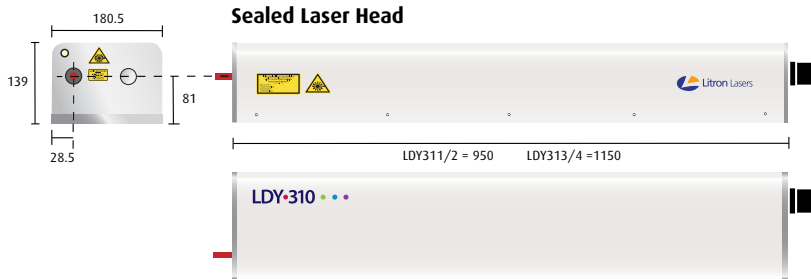 Sealed Laser Head
180.5
139
81
28.5
Litron Lasers
LDY311/2 = 950 LDY313/4 =1150
LDY•310